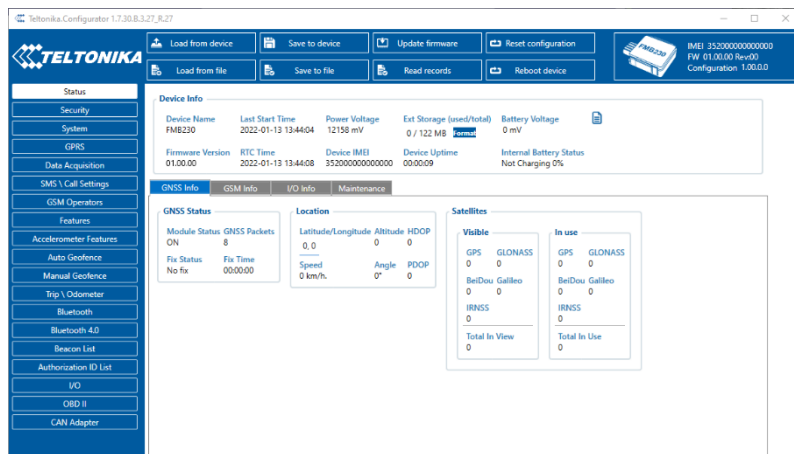 Teltonika.Configurator 1.7.30.B.3.27_R.27
TELTONIKA
Load from device Save to device Update firmware Reset configuration
Load from file Save to file Read records Reboot device
FMB230
IMEI 352000000000000
FW 01.00.00 Rev:00
Configuration 1.00.0.0
Status
Security
System
GPRS
Data Acquisition
SMS \ Call Settings
GSM Operators
Features
Accelerometer Features
Auto Geofence
Manual Geofence
Trip \ Odometer
Bluetooth
Bluetooth 4.0
Beacon List
Authorization ID List
I/O
OBD II
CAN Adapter
Device Info
Device Name Last Start Time Power Voltage Ext Storage (used/total) Battery Voltage
FMB230 2022-01-13 13:44:04 12158 mV 0 / 122 MB Format 0 mV
Firmware Version RTC Time Device IMEI Device Uptime Internal Battery Status
01.00.00 2022-01-13 13:44:08 352000000000000 00:00:09 Not Charging 0%
GNSS Info GSM Info I/O Info Maintenance
GNSS Status
Module Status GNSS Packets
ON 8
Fix Status Fix Time
No fix 00:00:00
Location
Latitude/Longitude Altitude HDOP
0, 0 0 0
Speed Angle PDOP
0 km/h. 0° 0
Satellites
Visible
GPS GLONASS
0 0
BeiDou Galileo
0 0
IRNSS
0
Total In View
0
In use
GPS GLONASS
0 0
BeiDou Galileo
0 0
IRNSS
0
Total In Use
0